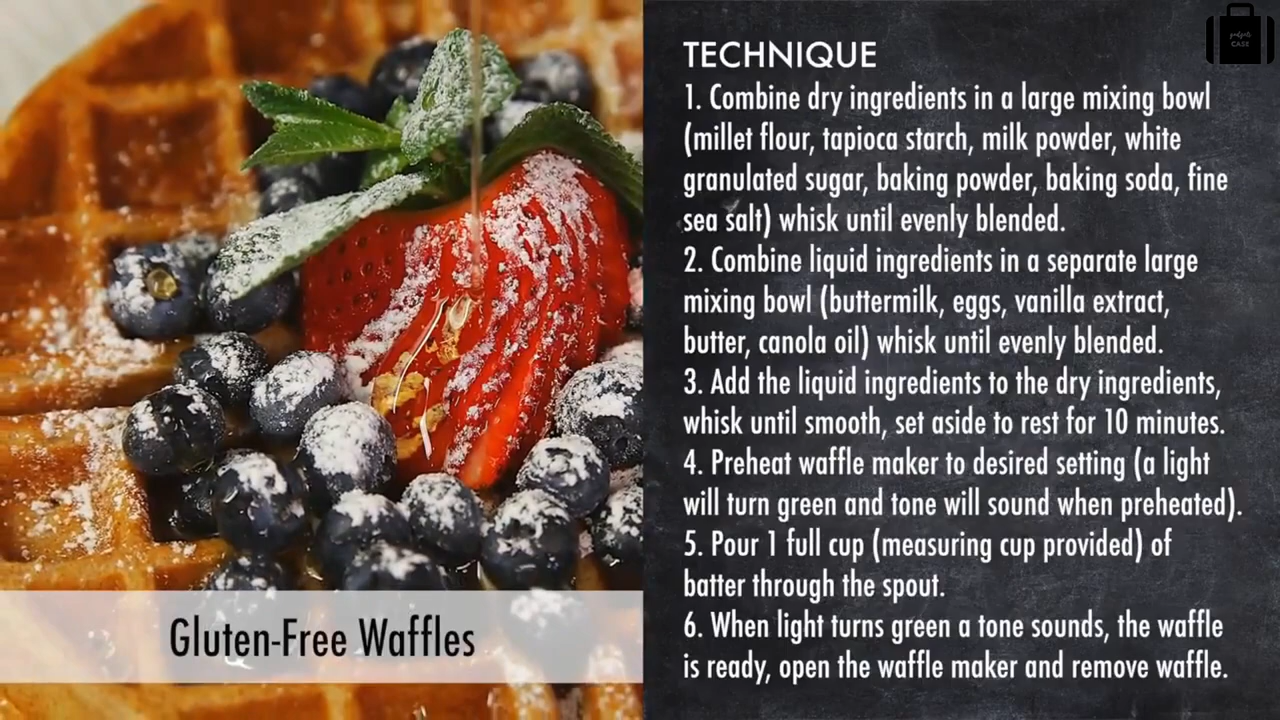 TECHNIQUE
1. Combine dry ingredients in a large mixing bowl
(millet flour, tapioca starch, milk powder, white
granulated sugar, baking powder, baking soda, fine
sea salt) whisk until evenly blended.
2. Combine liquid ingredients in a separate large
mixing bowl (buttermilk, eggs, vanilla extract,
butter, canola oil) whisk until evenly blended.
3. Add the liquid ingredients to the dry ingredients,
whisk until smooth, set aside to rest for 10 minutes.
4. Preheat waffle maker to desired setting (a light
will turn green and tone will sound when preheated).
5. Pour 1 full cup (measuring cup provided) of
batter through the spout.
6. When light turns green a tone sounds, the waffle
is ready, open the waffle maker and remove waffle.
Gluten-Free Waffles
gadgets
CASE